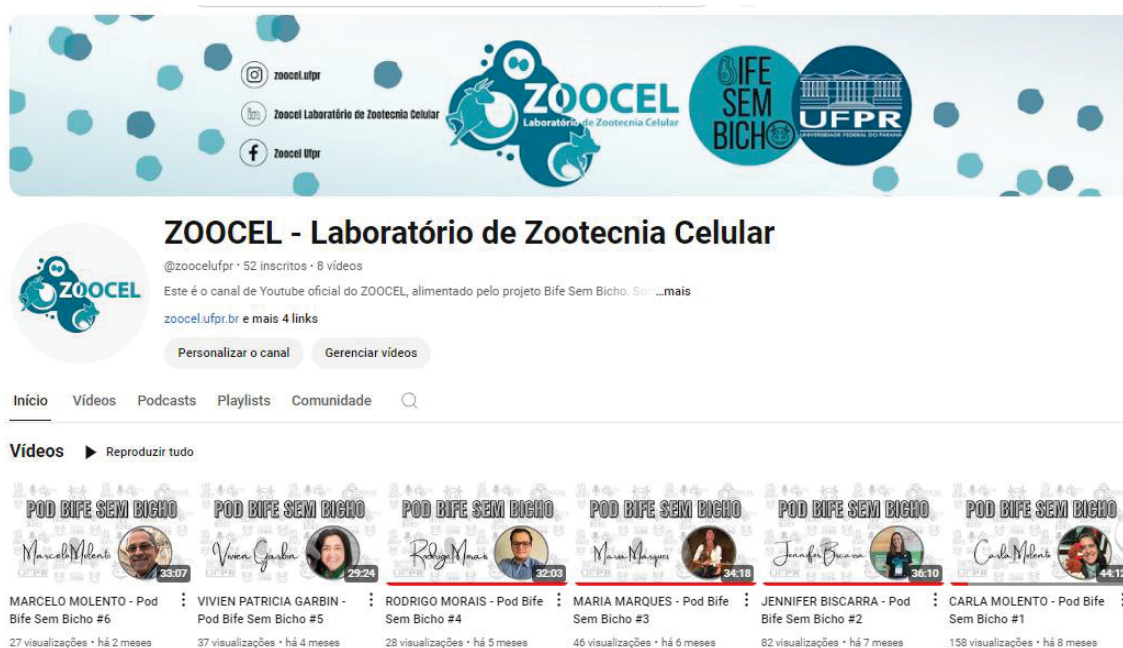 zoocel.ufpr
Zoocel Laboratório de Zootecnia Celular
Zoocel Ufpr
ZOOCEL
Laboratório de Zootecnia Celular
BIFE
SEM
BICHO
UFPR
UNIVERSIDADE FEDERAL DO PARANÁ
ZOOCEL
ZOOCEL - Laboratório de Zootecnia Celular
@zoocelufpr · 52 inscritos · 8 vídeos
Este é o canal de Youtube oficial do ZOOCEL, alimentado pelo projeto Bife Sem Bicho. ...mais
zoocel.ufpr.br e mais 4 links
Personalizar o canal Gerenciar vídeos
Início Vídeos Podcasts Playlists Comunidade
Vídeos Reproduzir tudo
POD BIFE SEM BICHO
Marcelo Molento
UFPR
33:07
MARCELO MOLENTO - Pod
Bife Sem Bicho #6
27 visualizações · há 2 meses
POD BIFE SEM BICHO
Vivien Garbin
UFPR
29:24
VIVIEN PATRICIA GARBIN -
Pod Bife Sem Bicho #5
37 visualizações · há 4 meses
POD BIFE SEM BICHO
Rodrigo Morais
UFPR
32:03
RODRIGO MORAIS - Pod Bife
Sem Bicho #4
28 visualizações · há 5 meses
POD BIFE SEM BICHO
Maria Marques
UFPR
34:18
MARIA MARQUES - Pod Bife
Sem Bicho #3
46 visualizações · há 6 meses
POD BIFE SEM BICHO
Jennifer Biscarra
UFPR
36:10
JENNIFER BISCARRA - Pod
Bife Sem Bicho #2
82 visualizações · há 7 meses
POD BIFE SEM BICHO
Carla Molento
UFPR
44:12
CARLA MOLENTO - Pod Bife
Sem Bicho #1
158 visualizações · há 8 meses